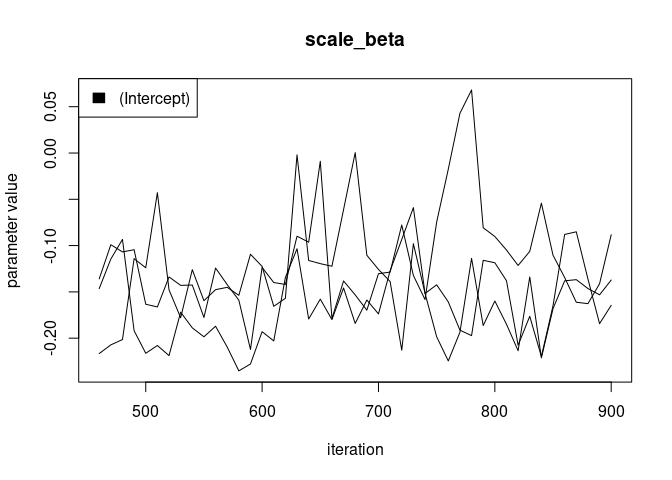 scale_beta
(Intercept)
parameter value
0.05
0.00
-0.10
-0.20
500
600
700
800
900
iteration